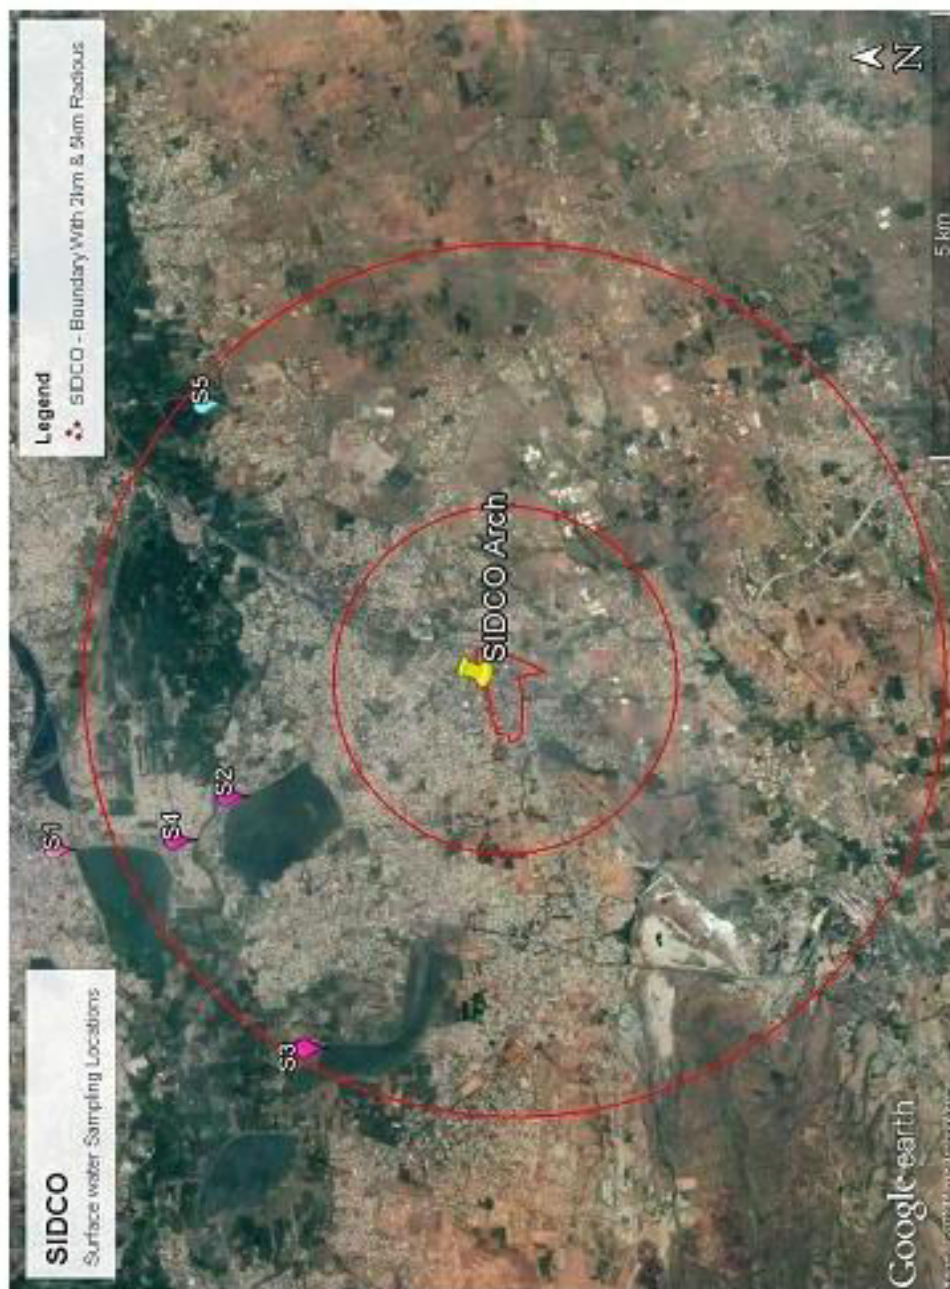 SIDCO
Surface water Sampling Locations
Legend
SIDCO - Boundary With 2km & 5km Radious
S1
S4
S2
S3
S5
SIDCO Arch
N
Google earth
5 km